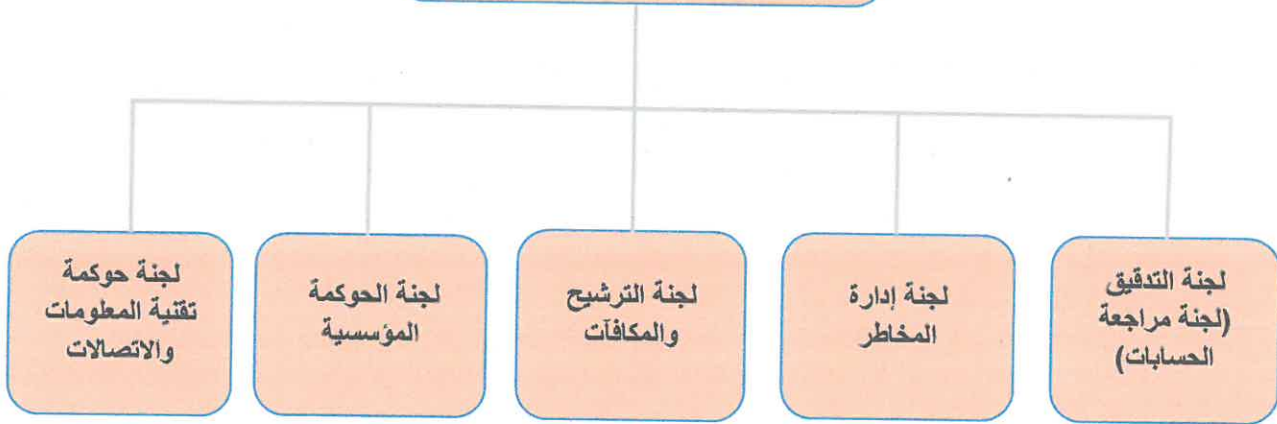 لجنة التدقيق
(لجنة مراجعة
الحسابات)
لجنة إدارة
المخاطر
لجنة الترشيح
والمكافآت
لجنة الحوكمة
المؤسسية
لجنة حوكمة
تقنية المعلومات
والاتصالات